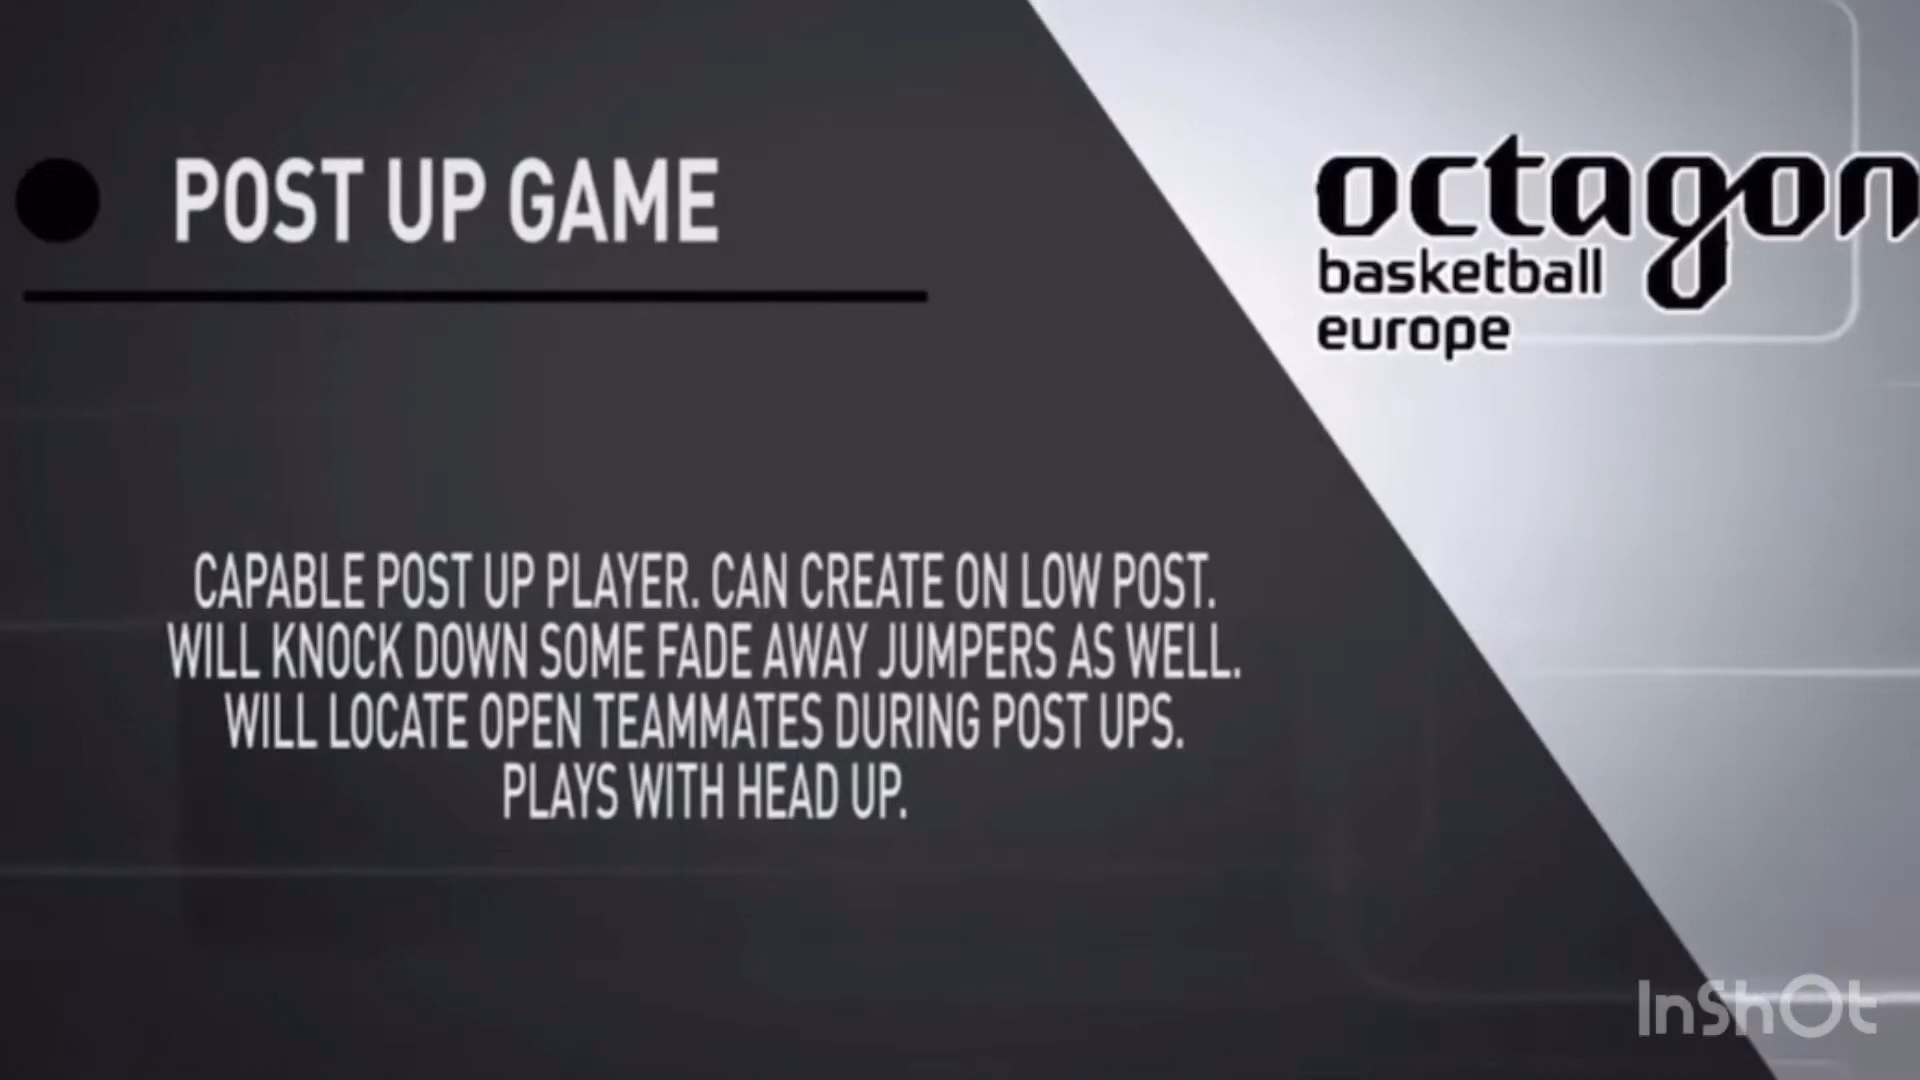 POST UP GAME
octagon
basketball
europe
CAPABLE POST UP PLAYER. CAN CREATE ON LOW POST.
WILL KNOCK DOWN SOME FADE AWAY JUMPERS AS WELL.
WILL LOCATE OPEN TEAMMATES DURING POST UPS.
PLAYS WITH HEAD UP.
InShOt